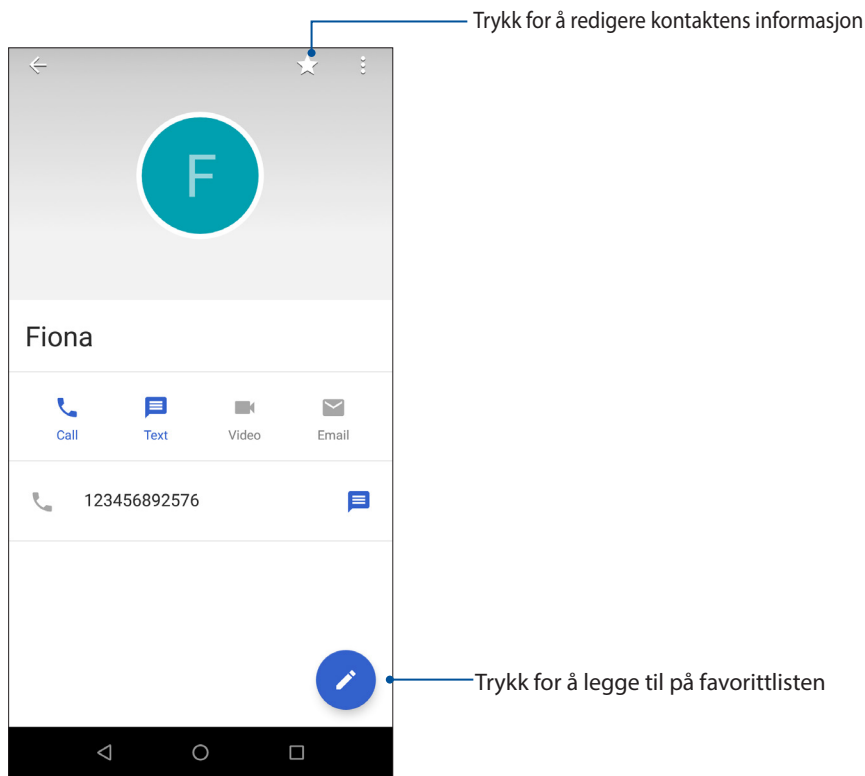 Trykk for å redigere kontaktens informasjon
F
Fiona
Call Text Video Email
123456892576
Trykk for å legge til på favorittlisten